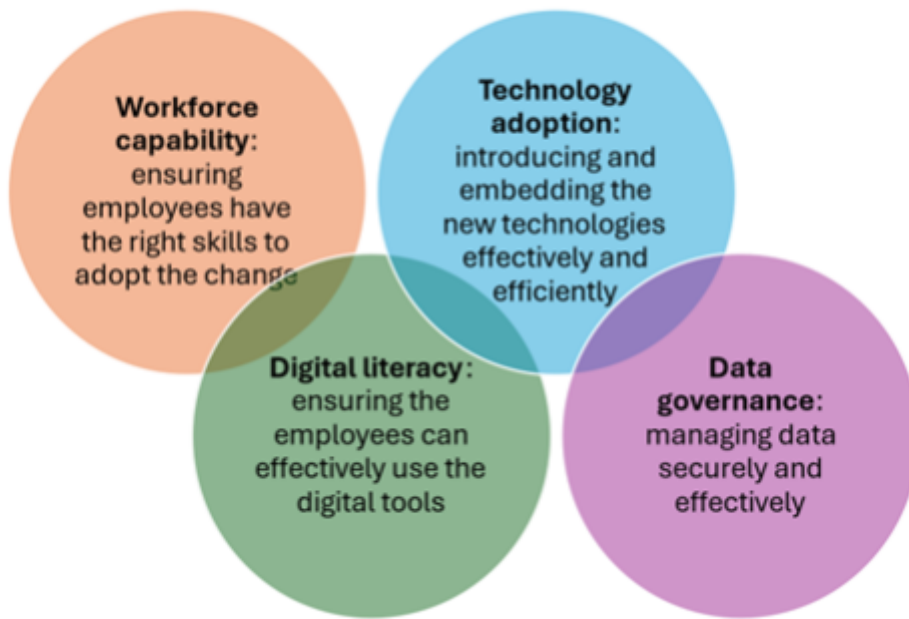 Workforce
capability:
ensuring
employees have
the right skills to
adopt the change
Technology
adoption:
introducing and
embedding the
new technologies
effectively and
efficiently
Digital literacy:
ensuring the
employees can
effectively use the
digital tools
Data
governance:
managing data
securely and
effectively